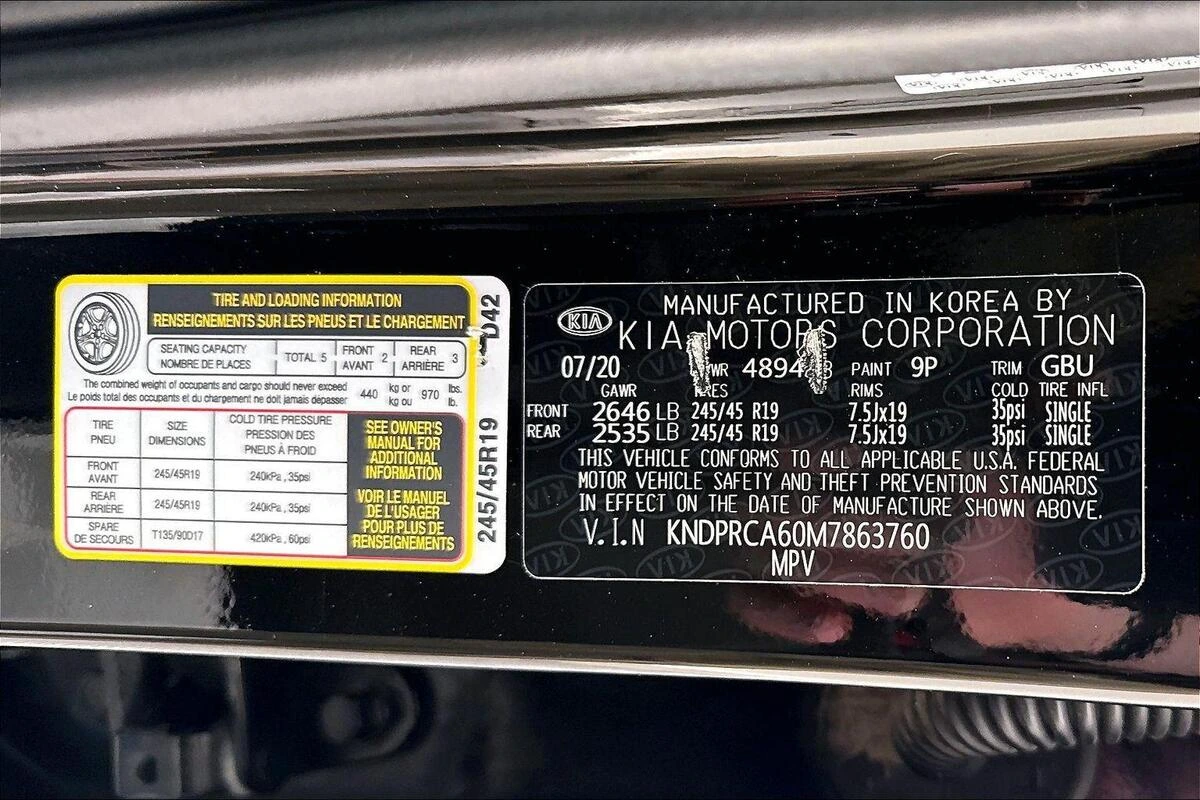 TIRE AND LOADING INFORMATION
RENSEIGNEMENTS SUR LES PNEUS ET LE CHARGEMENT
SEATING CAPACITY
NOMBRE DE PLACES
TOTAL 5
FRONT
AVANT
2
REAR
ARRIÈRE
3
The combined weight of occupants and cargo should never exceed
Le poids total des occupants et du chargement ne doit jamais dépasser
440
kg or
kg ou
970
lbs.
lb.
TIRE
PNEU
SIZE
DIMENSIONS
COLD TIRE PRESSURE
PRESSION DES
PNEUS À FROID
FRONT
AVANT
245/45R19
240kPa , 35psi
REAR
ARRIÈRE
245/45R19
240kPa , 35psi
SPARE
DE SECOURS
T135/90D17
420kPa , 60psi
SEE OWNER'S
MANUAL FOR
ADDITIONAL
INFORMATION
VOIR LE MANUEL
DE L'USAGER
POUR PLUS DE
RENSEIGNEMENTS
245/45R19
D42
KIA
MANUFACTURED IN KOREA BY
KIA MOTORS CORPORATION
07/20 4894 PAINT 9P TRIM GBU
GAWR RIMS COLD TIRE INFL
FRONT 2646 LB 245/45 R19 7.5Jx19 35psi SINGLE
REAR 2535 LB 245/45 R19 7.5Jx19 35psi SINGLE
THIS VEHICLE CONFORMS TO ALL APPLICABLE U.S.A. FEDERAL
MOTOR VEHICLE SAFETY AND THEFT PREVENTION STANDARDS
IN EFFECT ON THE DATE OF MANUFACTURE SHOWN ABOVE.
V.I.N KNDPRCA60M7863760
MPV